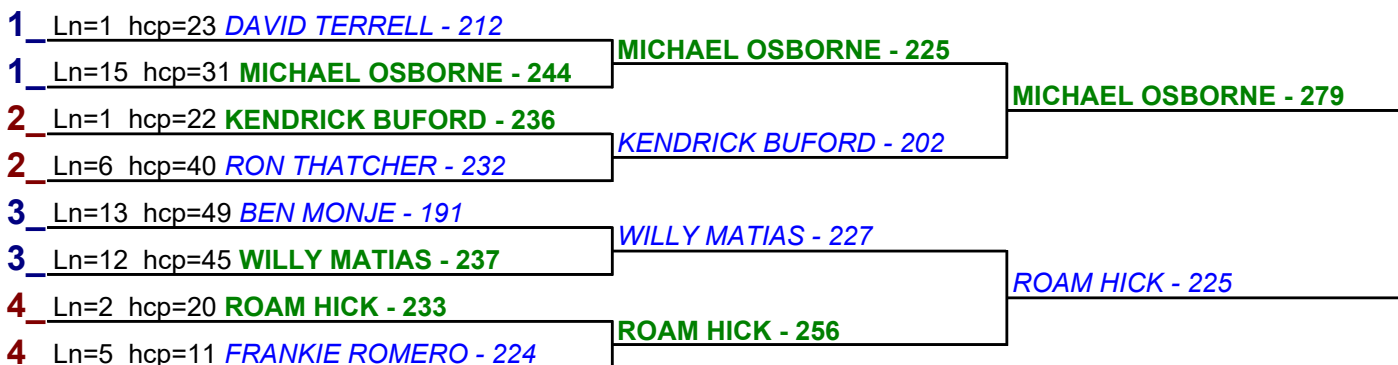 1_ Ln=1 hcp=23 DAVID TERRELL - 212
1_ Ln=15 hcp=31 MICHAEL OSBORNE - 244
2_ Ln=1 hcp=22 KENDRICK BUFORD - 236
2_ Ln=6 hcp=40 RON THATCHER - 232
3_ Ln=13 hcp=49 BEN MONJE - 191
3_ Ln=12 hcp=45 WILLY MATIAS - 237
4_ Ln=2 hcp=20 ROAM HICK - 233
4 Ln=5 hcp=11 FRANKIE ROMERO - 224
MICHAEL OSBORNE - 225
KENDRICK BUFORD - 202
WILLY MATIAS - 227
ROAM HICK - 256
MICHAEL OSBORNE - 279
ROAM HICK - 225